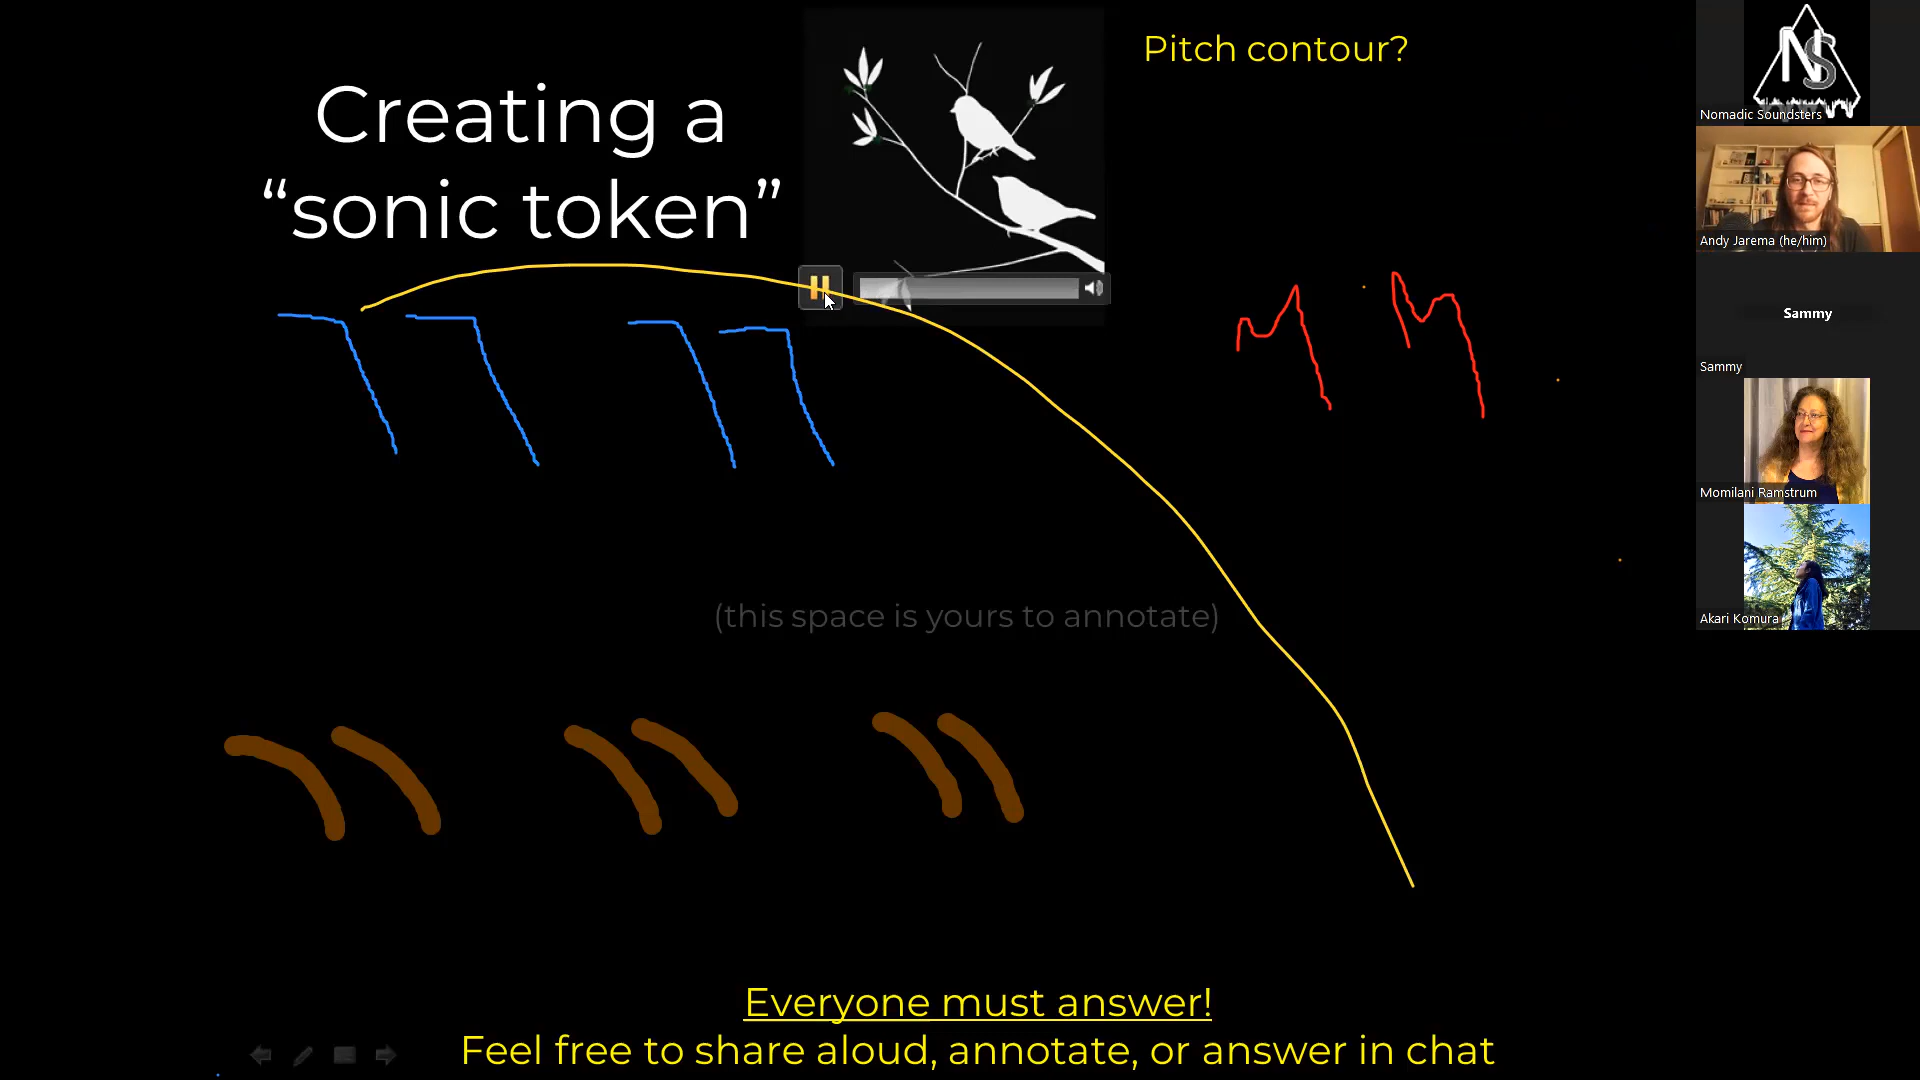 Pitch contour?
Creating a
“sonic token”
(this space is yours to annotate)
Everyone must answer!
Feel free to share aloud, annotate, or answer in chat
NS
Nomadic Soundsters
Andy Jarema (he/him)
Sammy
Sammy
Momilani Ramstrum
Akari Komura